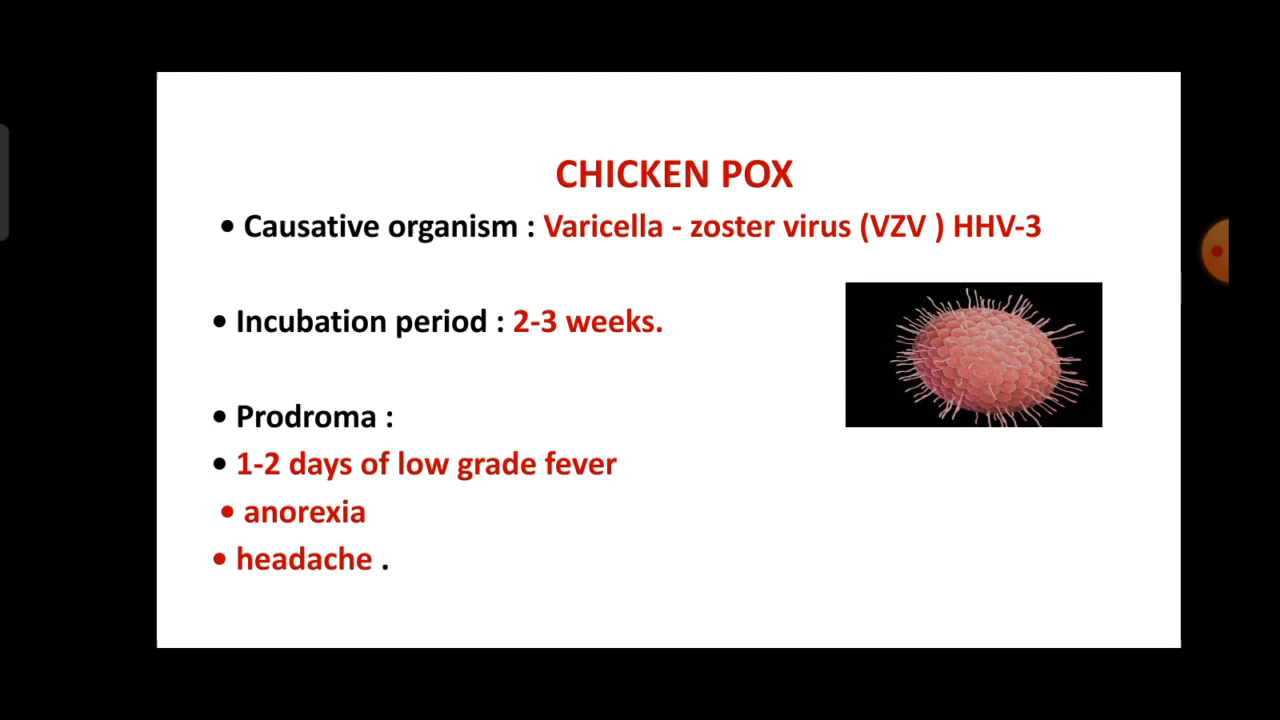 CHICKEN POX
• Causative organism : Varicella - zoster virus (VZV ) HHV-3
• Incubation period : 2-3 weeks.
• Prodroma :
• 1-2 days of low grade fever
• anorexia
• headache .